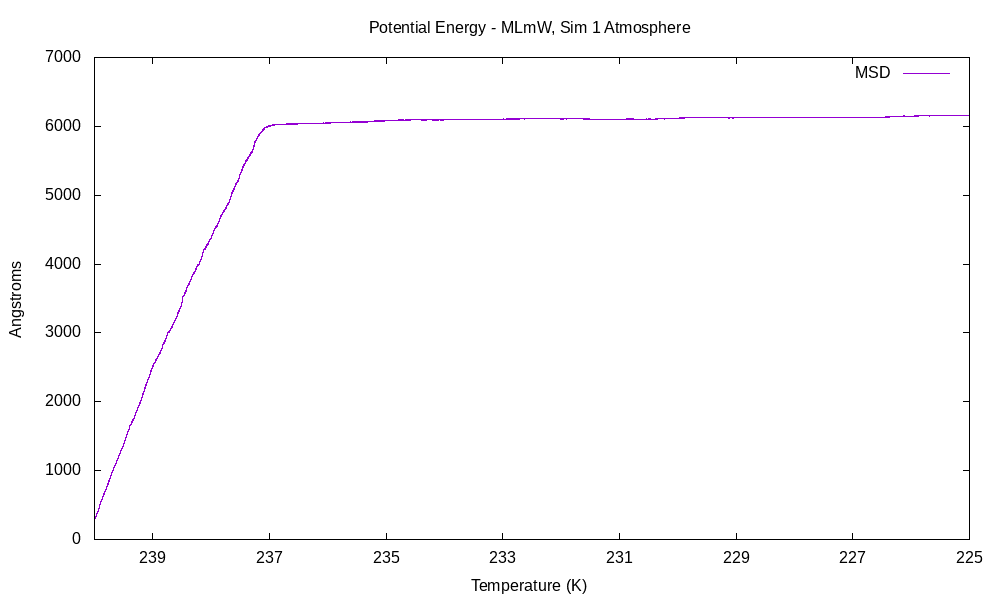 Potential Energy - MLmW, Sim 1 Atmosphere
MSD
7000
6000
5000
4000
3000
2000
1000
0
Angstroms
239 237 235 233 231 229 227 225
Temperature (K)